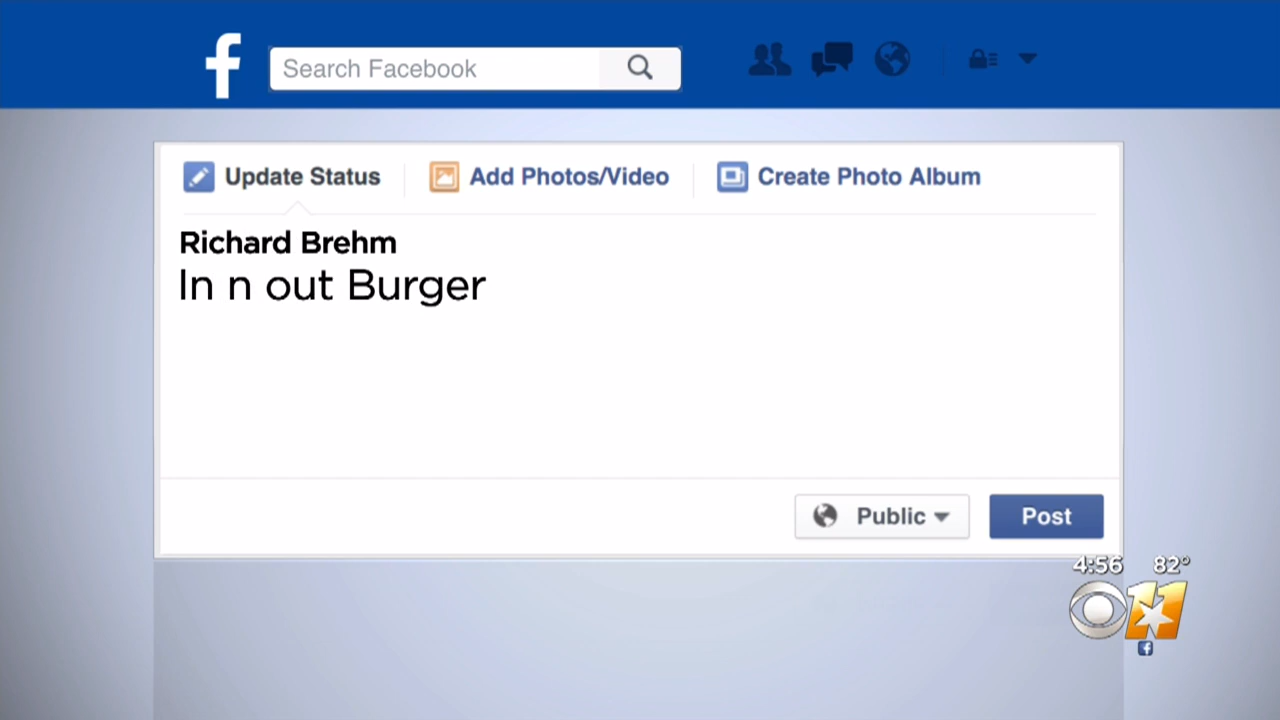 f
Search Facebook
Update Status
Add Photos/Video
Create Photo Album
Richard Brehm
In n out Burger
Public
Post
4:56 82°
11
f